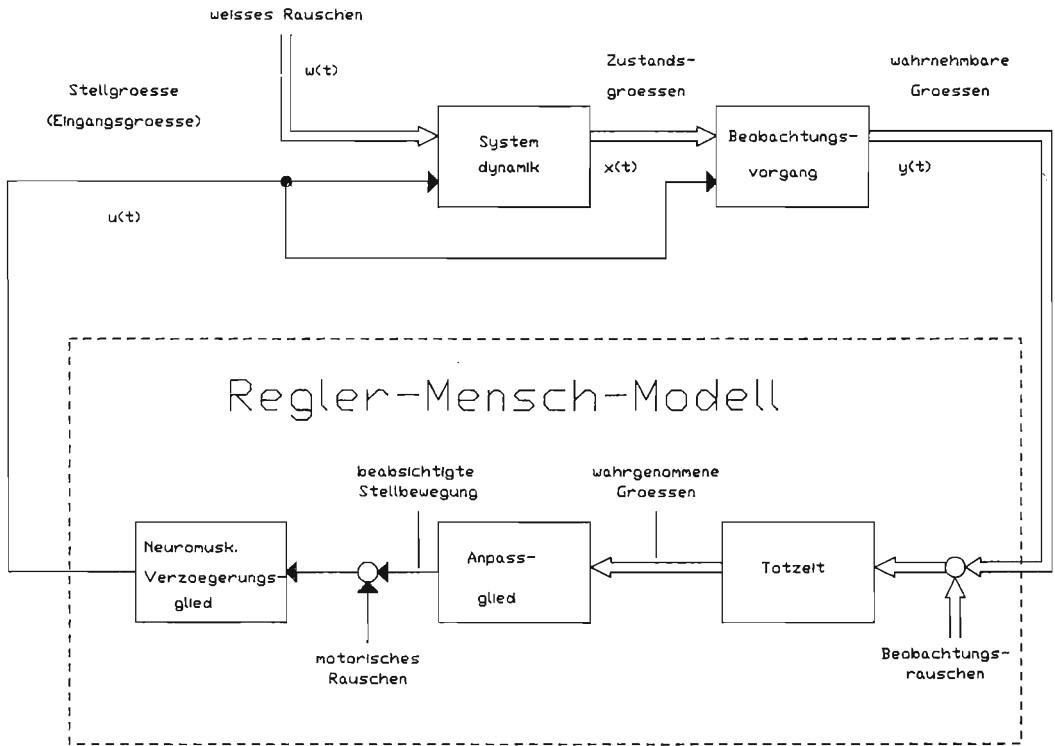 weisses Rauschen
w(t)
Stellgroesse
(Eingangsgroesse)
Zustands-
groessen
wahrnehmbare
Groessen
System
dynamik
x(t)
Beobachtungs-
vorgang
y(t)
u(t)
Regler-Mensch-Modell
beabsichtigte
Stellbewegung
wahrgenommene
Groessen
Neuromusk.
Verzoegerungs-
glied
Anpass-
glied
Totzeit
motorisches
Rauschen
Beobachtungs-
rauschen